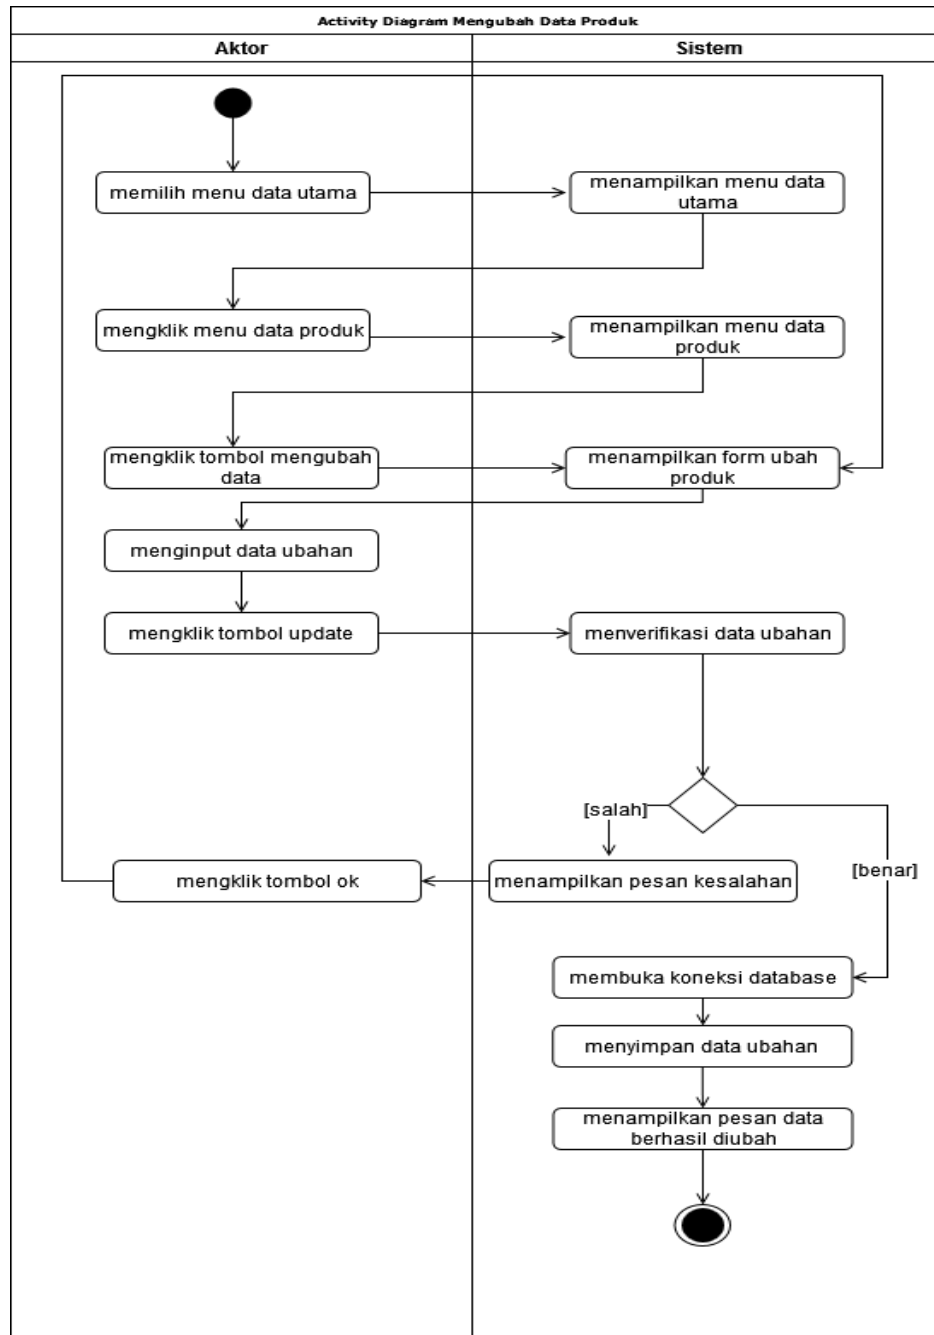 Activity Diagram Mengubah Data Produk
Aktor
Sistem
memilih menu data utama
menampilkan menu data
utama
mengklik menu data produk
menampilkan menu data
produk
mengklik tombol mengubah
data
menampilkan form ubah
produk
menginput data ubahan
mengklik tombol update
menverifikasi data ubahan
[salah]
[benar]
mengklik tombol ok
menampilkan pesan kesalahan
membuka koneksi database
menyimpan data ubahan
menampilkan pesan data
berhasil diubah